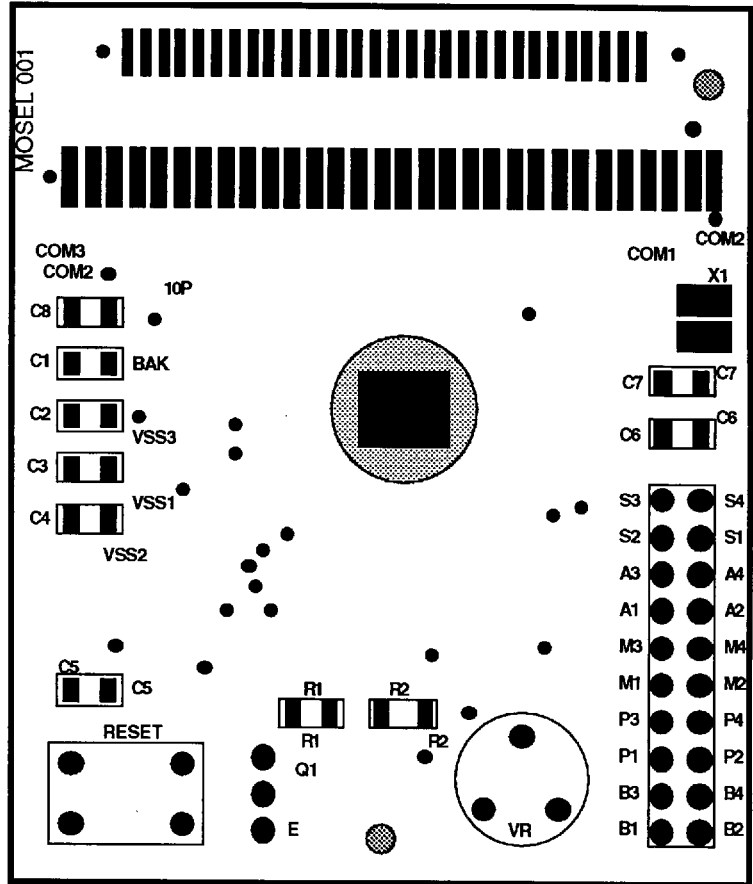 MOSEL 001
COM3
COM2
10P
COM1
COM2
X1
C8
C1
BAK
C2
VSS3
C3
VSS1
C4
VSS2
C7
C7
C6
C6
S3 S4
S2 S1
A3 A4
A1 A2
M3 M4
M1 M2
P3 P4
P1 P2
B3 B4
B1 B2
C5
C5
R1
R2
R1
R2
RESET
Q1
E
VR